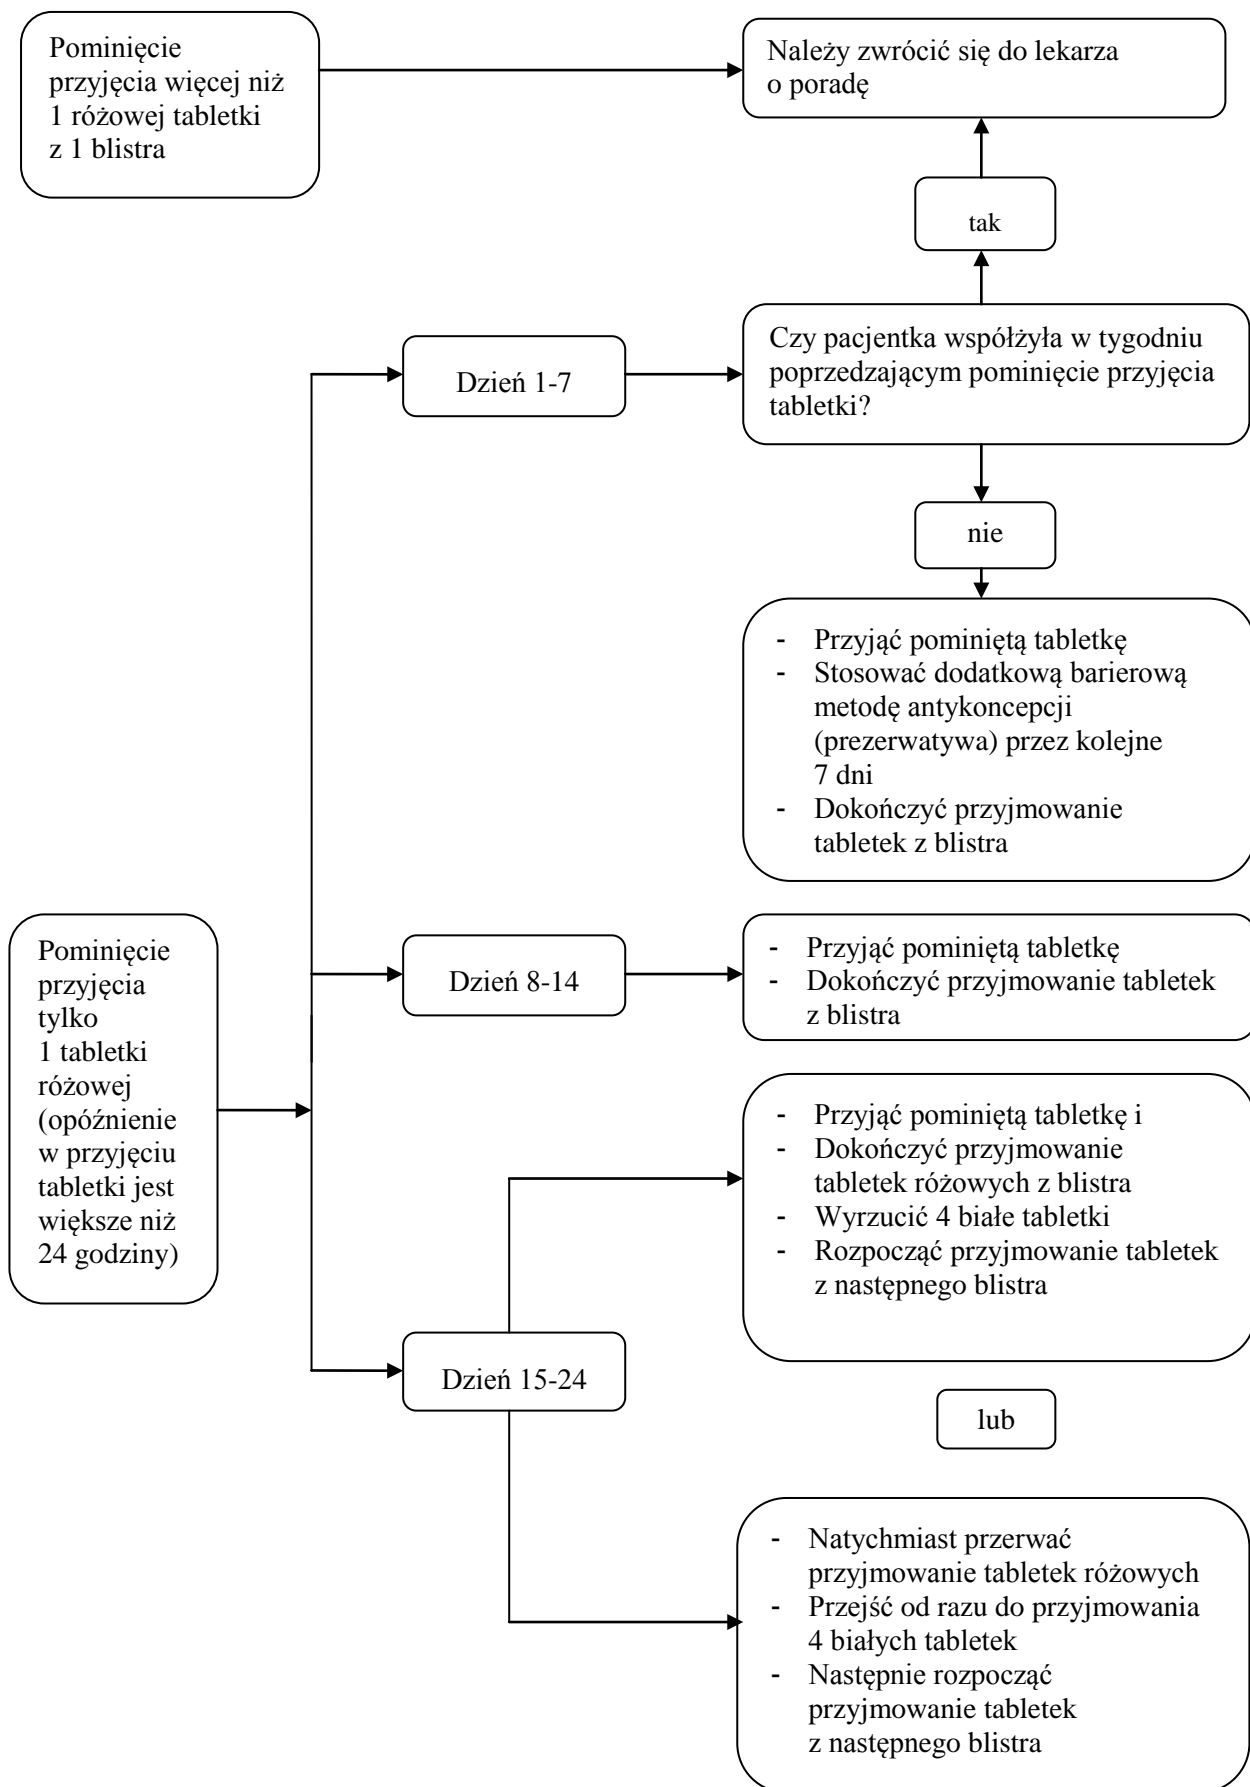 Pominięcie
przyjęcia więcej niż
1 różowej tabletki
z 1 blistra
Należy zwrócić się do lekarza
o poradę
tak
Dzień 1-7
Czy pacjentka współżyła w tygodniu
poprzedzającym pominięcie przyjęcia
tabletki?
nie
- Przyjąć pominiętą tabletkę
- Stosować dodatkową barierową
metodę antykoncepcji
(prezerwatywa) przez kolejne
7 dni
- Dokończyć przyjmowanie
tabletek z blistra
Pominięcie
przyjęcia
tylko
1 tabletki
różowej
(opóźnienie
w przyjęciu
tabletki jest
większe niż
24 godziny)
Dzień 8-14
- Przyjąć pominiętą tabletkę
- Dokończyć przyjmowanie tabletek
z blistra
Dzień 15-24
- Przyjąć pominiętą tabletkę i
- Dokończyć przyjmowanie
tabletek różowych z blistra
- Wyrzucić 4 białe tabletki
- Rozpocząć przyjmowanie tabletek
z następnego blistra
lub
- Natychmiast przerwać
przyjmowanie tabletek różowych
- Przejść od razu do przyjmowania
4 białych tabletek
- Następnie rozpocząć
przyjmowanie tabletek
z następnego blistra